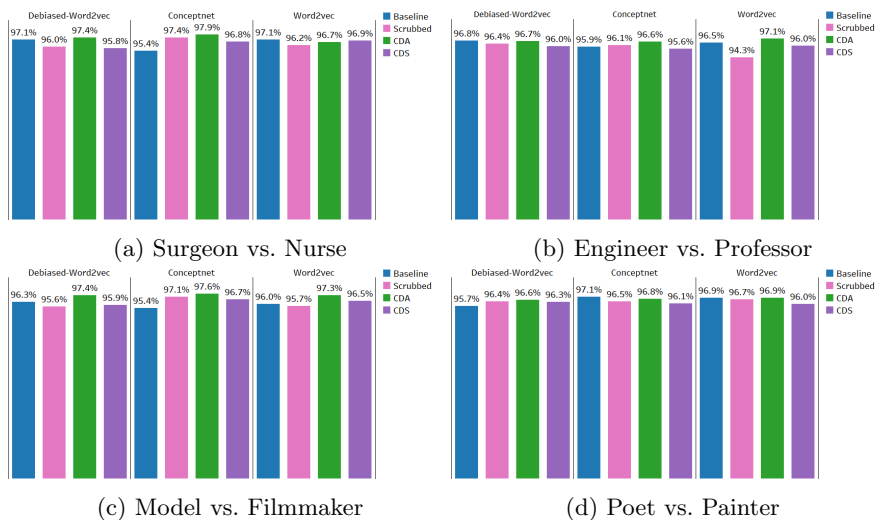 Debiased-Word2vec Conceptnet Word2vec
97.1% 96.0% 97.4% 95.8% 95.4% 97.4% 97.9% 96.8% 97.1% 96.2% 96.7% 96.9%
Baseline
Scrubbed
CDA
CDS
(a) Surgeon vs. Nurse
Debiased-Word2vec Conceptnet Word2vec
96.8% 96.4% 96.7% 96.0% 95.9% 96.1% 96.6% 95.6% 96.5% 94.3% 97.1% 96.0%
Baseline
Scrubbed
CDA
CDS
(b) Engineer vs. Professor
Debiased-Word2vec Conceptnet Word2vec
96.3% 95.6% 97.4% 95.9% 95.4% 97.1% 97.6% 96.7% 96.0% 95.7% 97.3% 96.5%
Baseline
Scrubbed
CDA
CDS
(c) Model vs. Filmmaker
Debiased-Word2vec Conceptnet Word2vec
95.7% 96.4% 96.6% 96.3% 97.1% 96.5% 96.8% 96.1% 96.9% 96.7% 96.9% 96.0%
Baseline
Scrubbed
CDA
CDS
(d) Poet vs. Painter